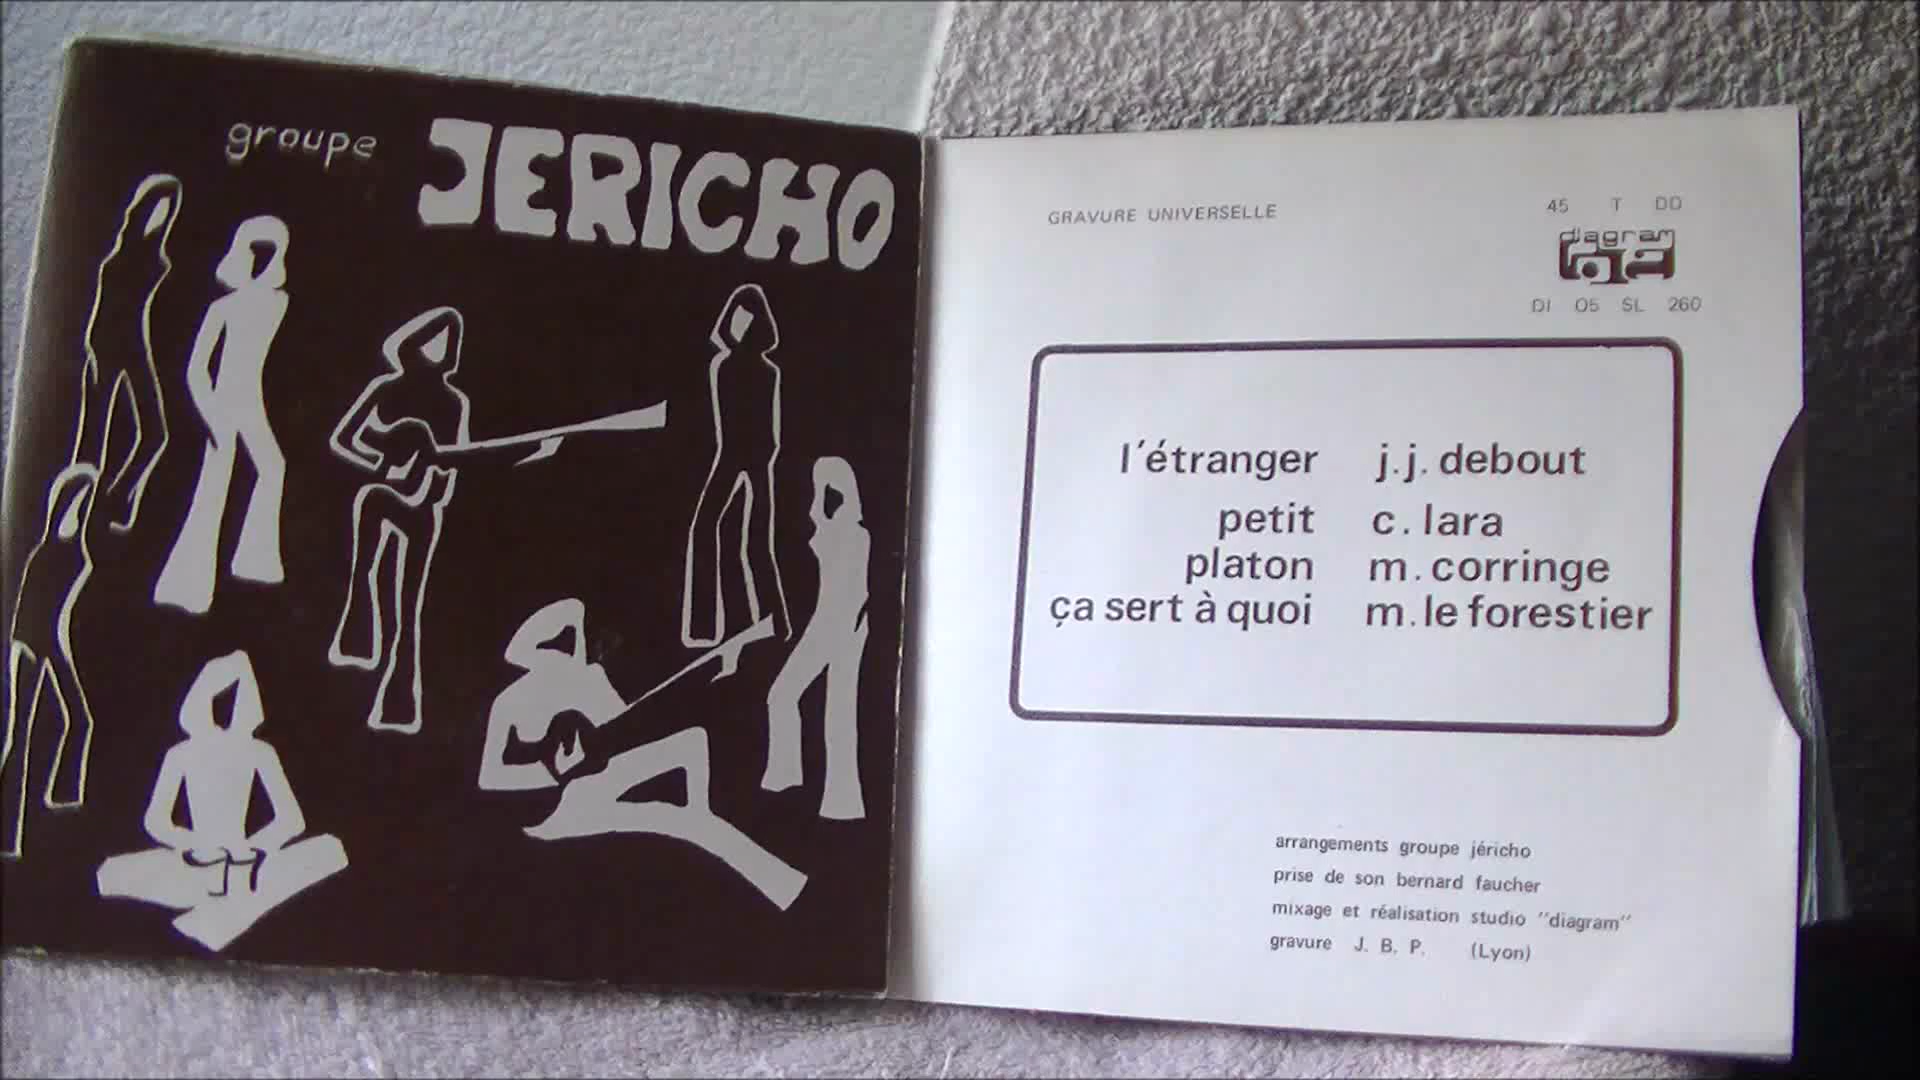 groupe JERICHO
GRAVURE UNIVERSELLE
45 T DD
diagram
DI 05 SL 260
l'étranger j.j. debout
petit c. lara
platon m. corringe
ça sert à quoi m. le forestier
arrangements groupe jéricho
prise de son bernard faucher
mixage et réalisation studio "diagram"
gravure J. B. P. (Lyon)